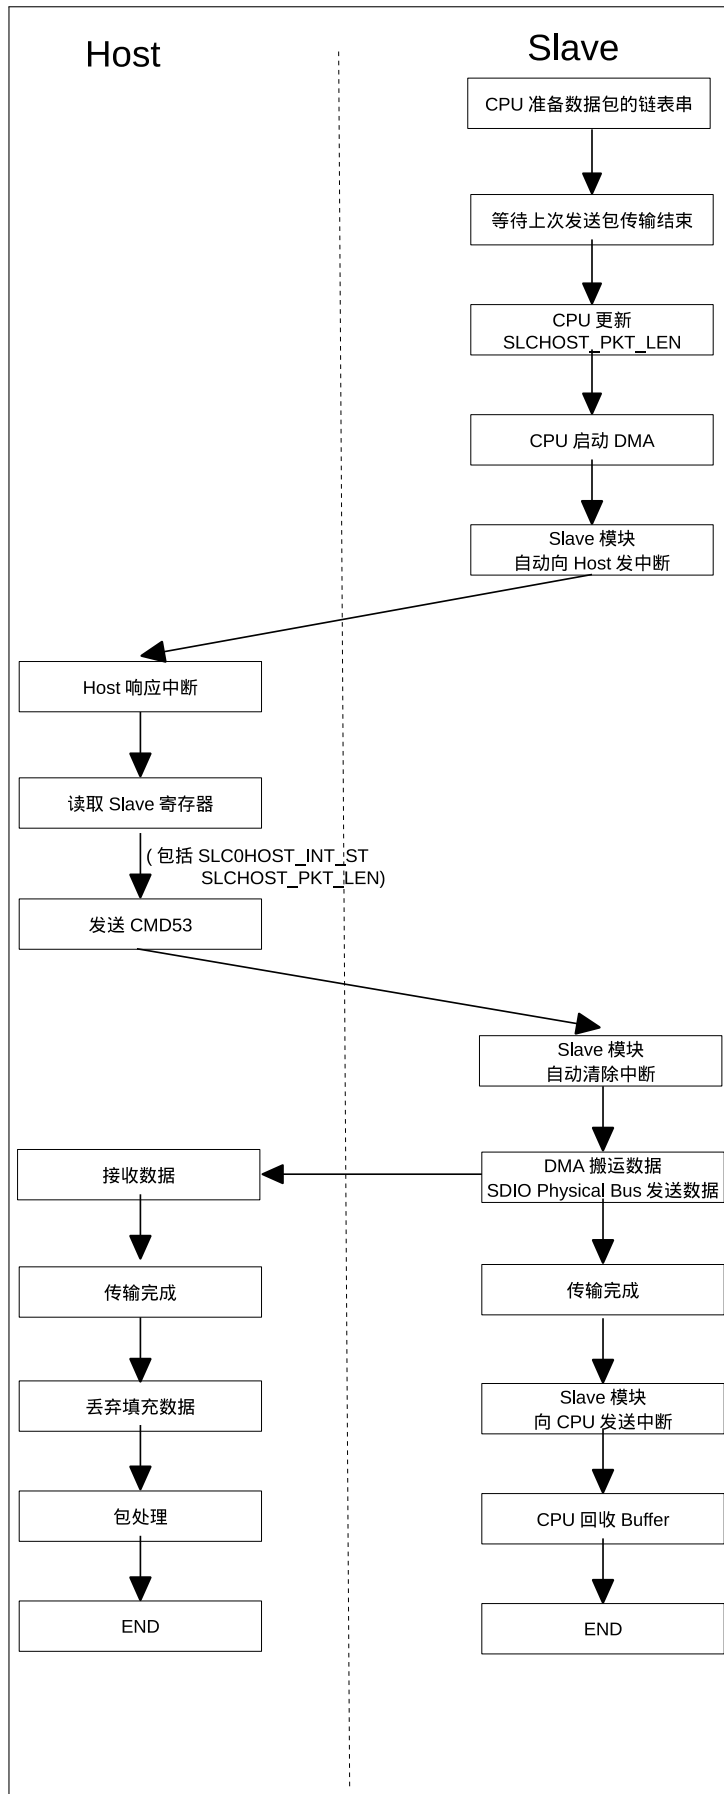 Host
Slave
CPU 准备数据包的链表串
等待上次发送包传输结束
CPU 更新
SLCHOST_PKT_LEN
CPU 启动 DMA
Slave 模块
自动向 Host 发中断
Host 响应中断
读取 Slave 寄存器
( 包括 SLC0HOST_INT_ST
SLCHOST_PKT_LEN)
发送 CMD53
Slave 模块
自动清除中断
接收数据
DMA 搬运数据
SDIO Physical Bus 发送数据
传输完成
传输完成
丢弃填充数据
Slave 模块
向 CPU 发送中断
包处理
CPU 回收 Buffer
END
END